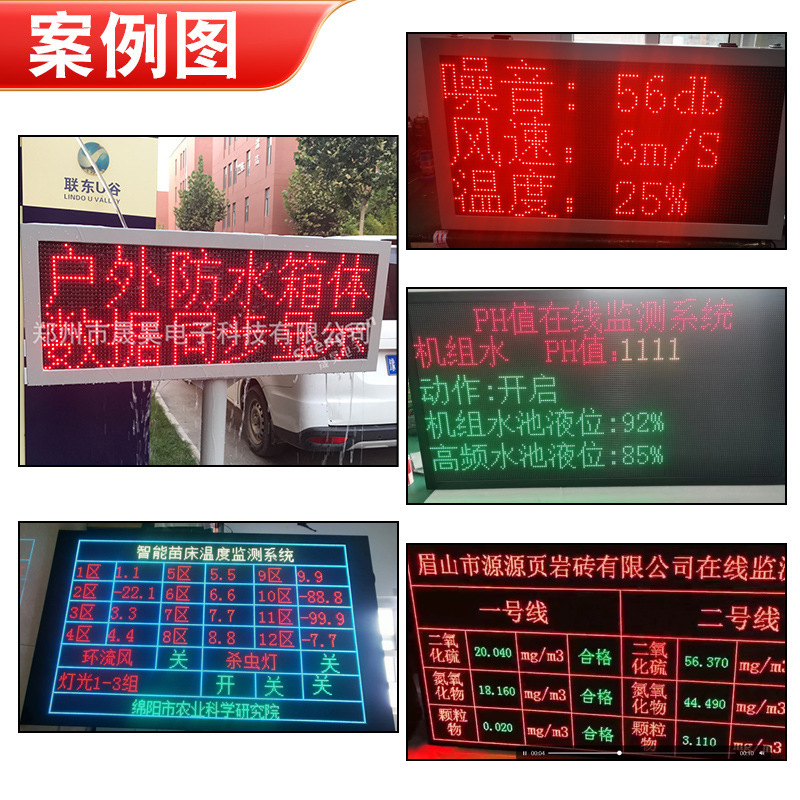 案例图
联东U谷
LINDO U VALLEY
户外防水箱体
郑州市晟昊电子科技有限公司
数据同步显示
噪音：56db
风速：6m/S
温度：25%
PH值在线监测系统
机组水 PH值:1111
动作:开启
机组水池液位:92%
高频水池液位:85%
智能苗床温度监测系统
1区 1.1 5区 5.5 9区 9.9
2区 -22.1 6区 6.6 10区 -88.8
3区 3.3 7区 7.7 11区 -99.9
4区 4.4 8区 8.8 12区 -7.7
环流风 关 杀虫灯 关
灯光1-3组 开 关 关
绵阳市农业科学研究院
眉山市源源页岩砖有限公司在线监测
一号线 二号线
二氧化硫 20.040 mg/m3 合格 二氧化硫 56.370 mg/m
氮氧化物 18.160 mg/m3 合格 氮氧化物 44.490 mg/m
颗粒物 0.020 mg/m3 合格 颗粒物 3.110 mg/m
00:04 00:10